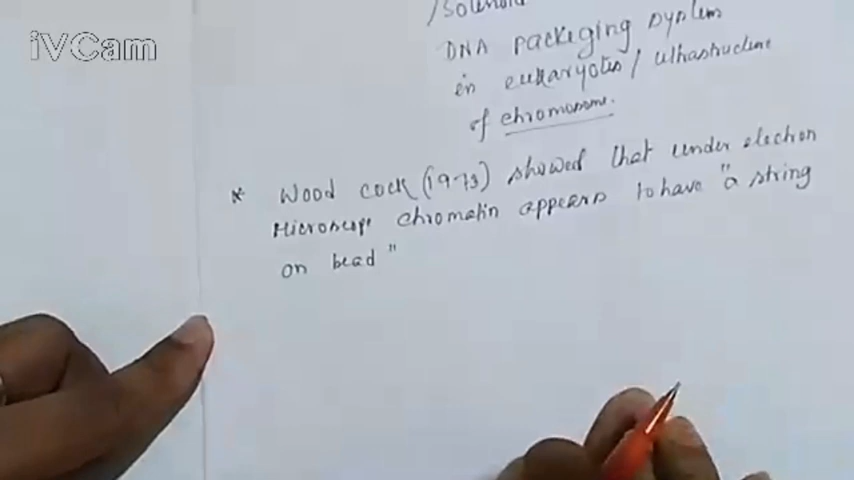 iVCam
/Solenoid
DNA packeging system
in eukaryotes / ultrastructure
of chromosome.
* Wood cock (1973) showed that under electron
Microscope chromatin appears to have "a string
on bead"